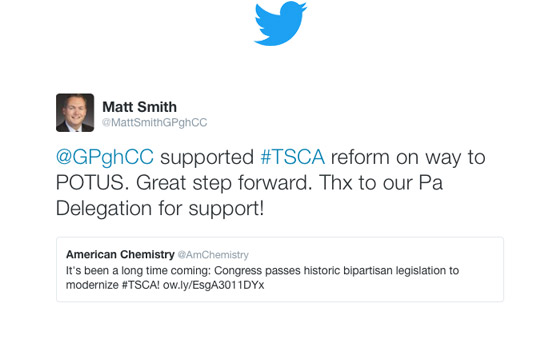 Matt Smith
@MattSmithGPghCC
@GPghCC supported #TSCA reform on way to
POTUS. Great step forward. Thx to our Pa
Delegation for support!
American Chemistry @AmChemistry
It's been a long time coming: Congress passes historic bipartisan legislation to
modernize #TSCA! ow.ly/EsgA3011DYx